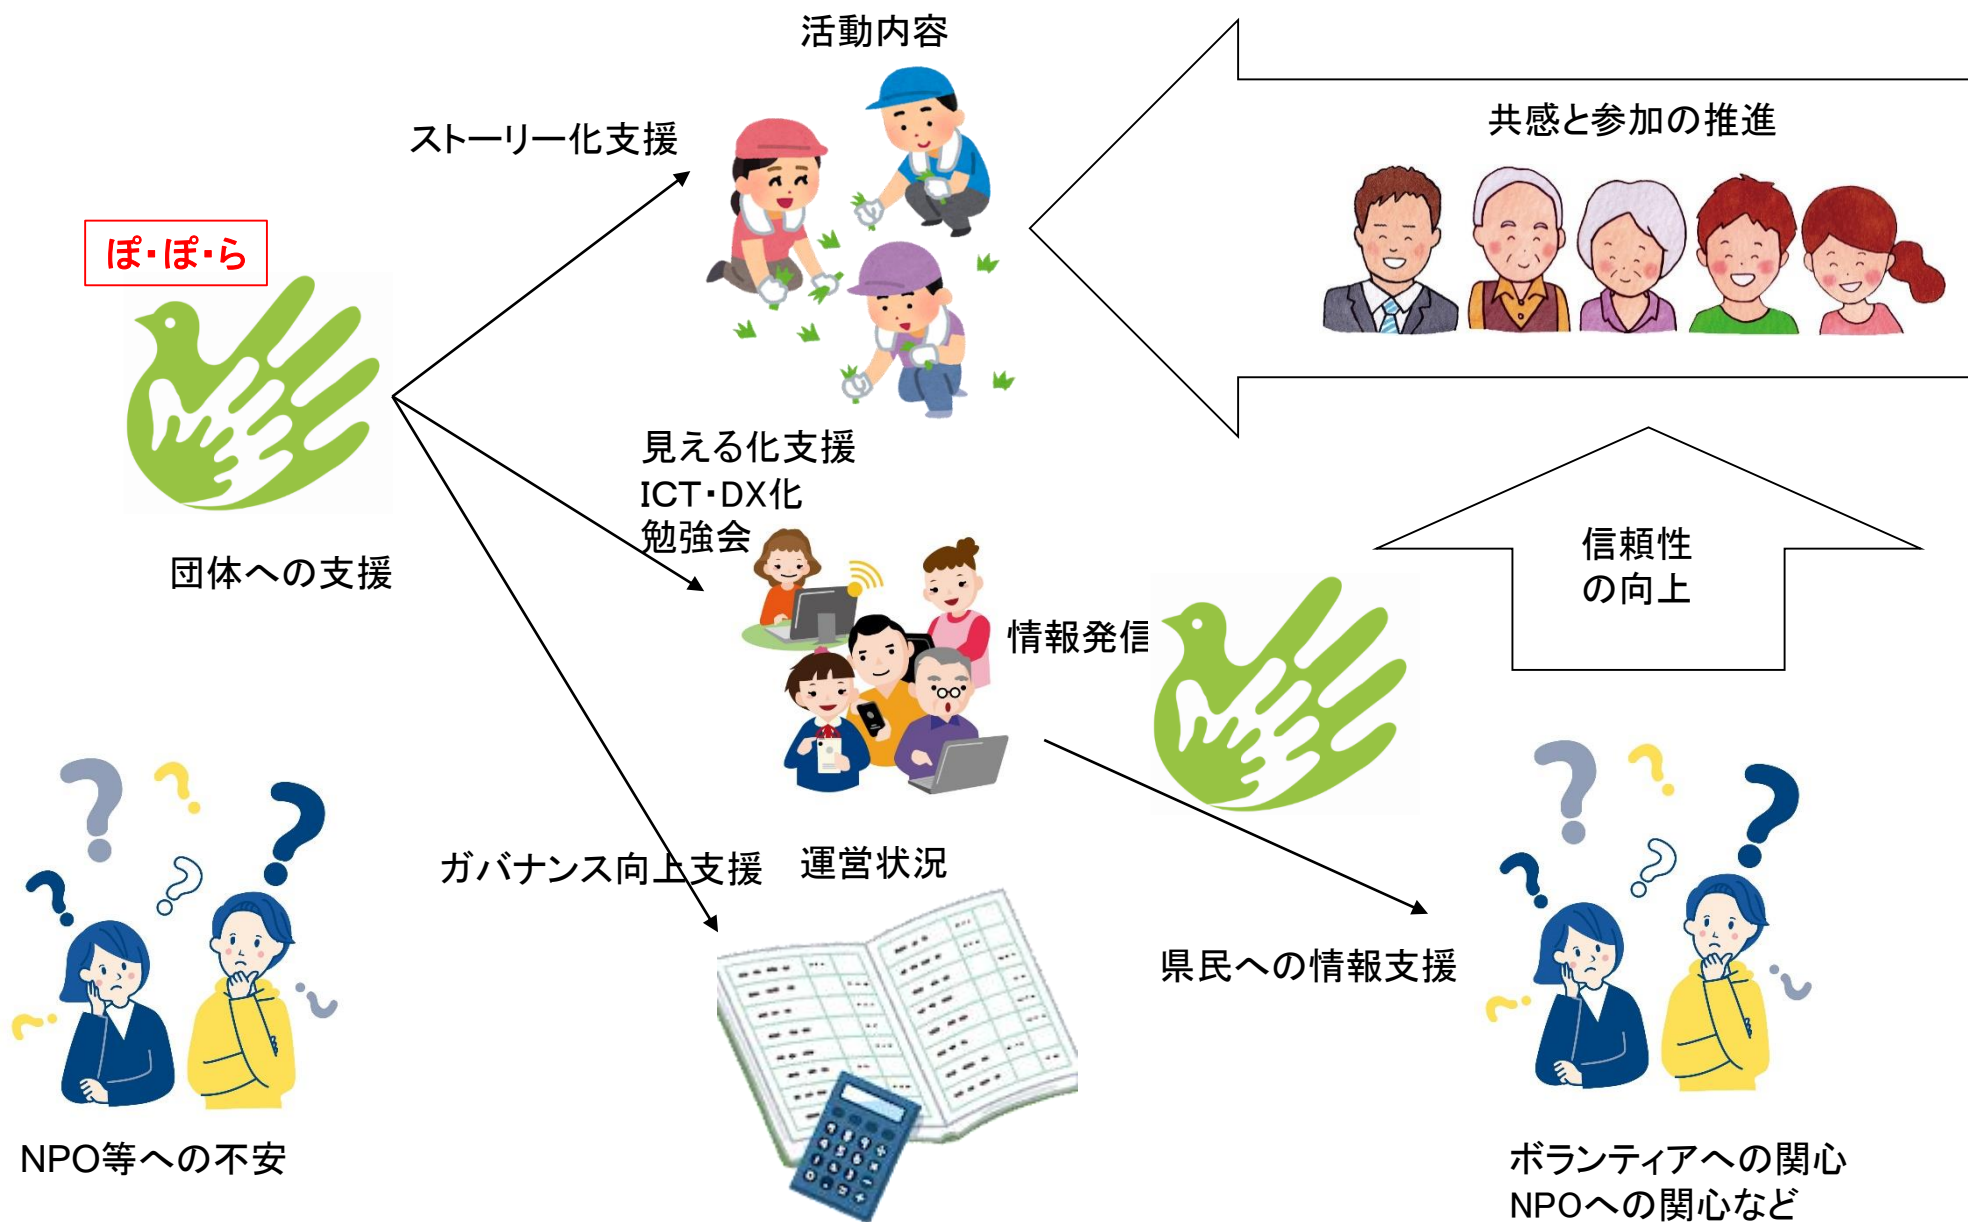 活動内容
共感と参加の推進
ストーリー化支援
ぽ・ぽ・ら
見える化支援
ICT・DX化
勉強会
団体への支援
信頼性
の向上
情報発信
ガバナンス向上支援
運営状況
県民への情報支援
NPO等への不安
ボランティアへの関心
NPOへの関心など